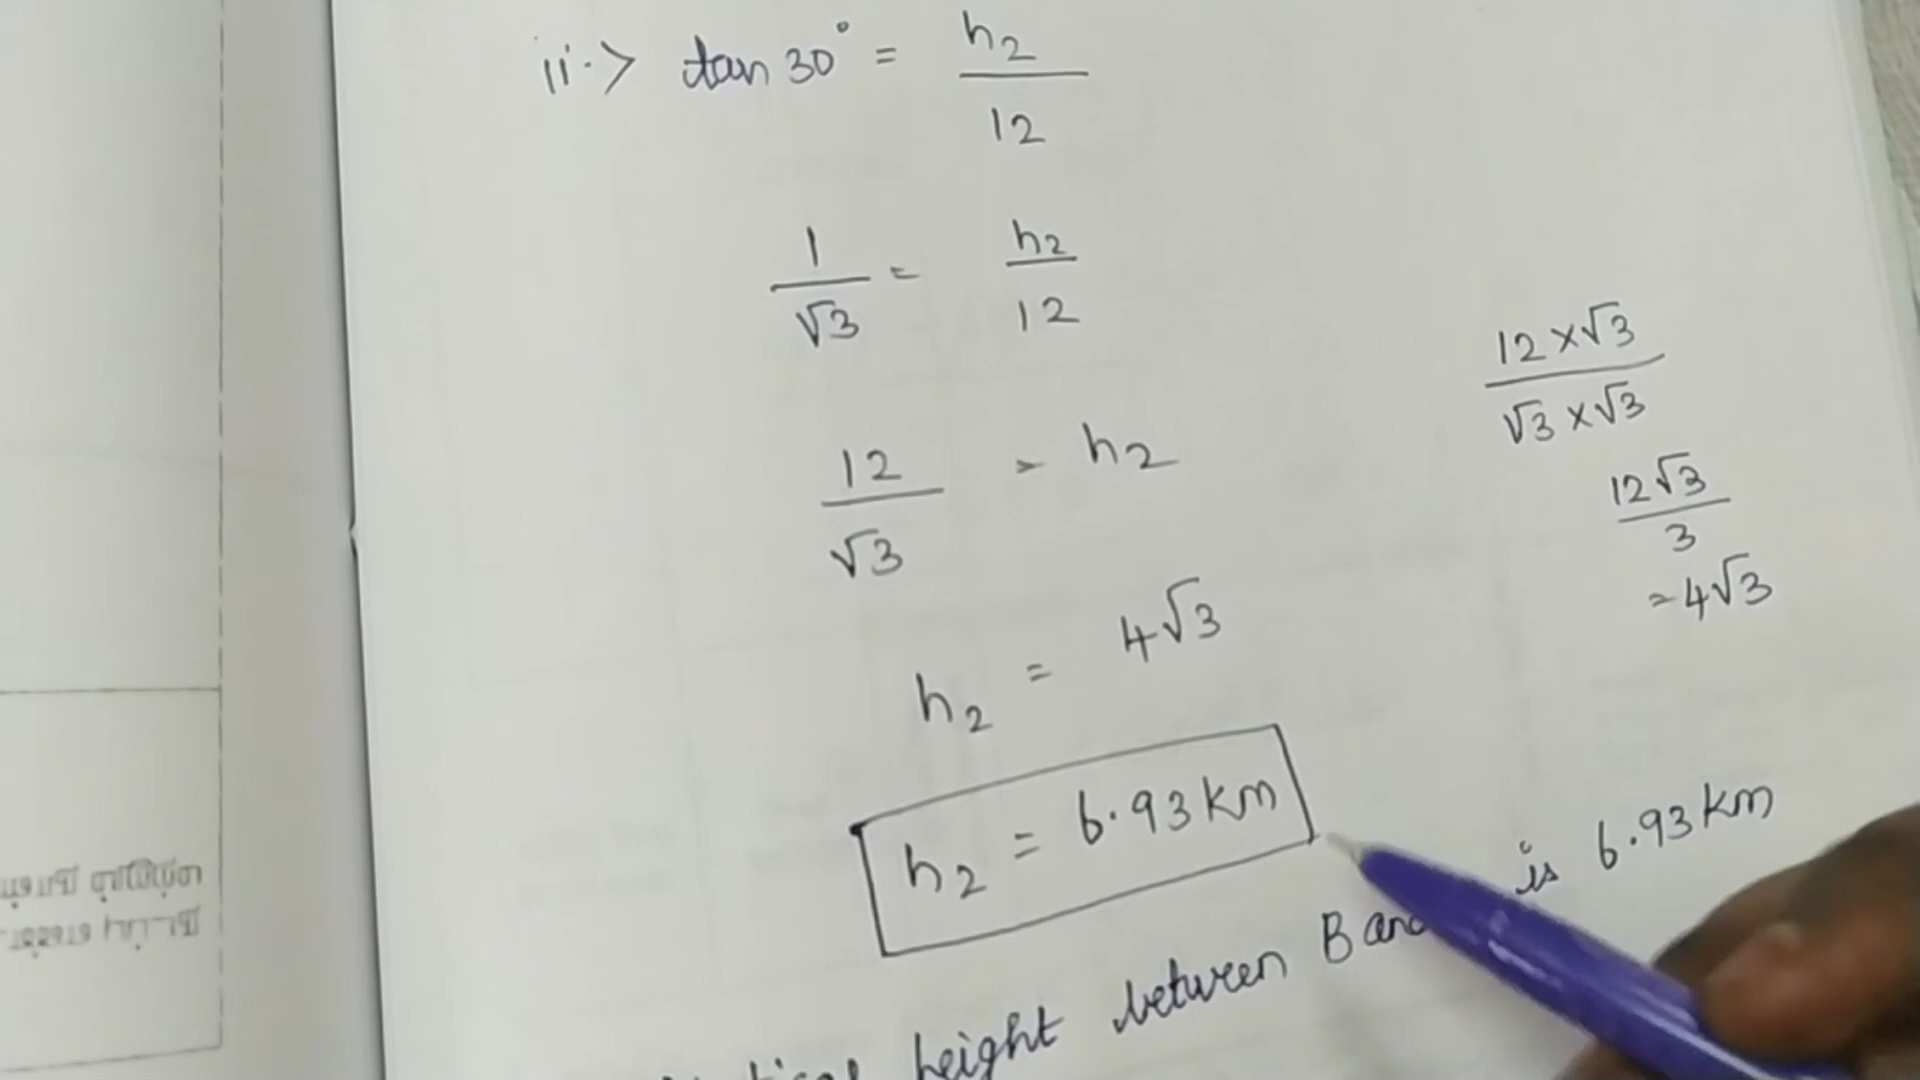 ii.> tan 30° = h₂/12
1/√3 = h₂/12
12/√3 = h₂
12×√3/√3×√3
12√3/3
= 4√3
h₂ = 4√3
h₂ = 6.93 km
height between B and is 6.93 km